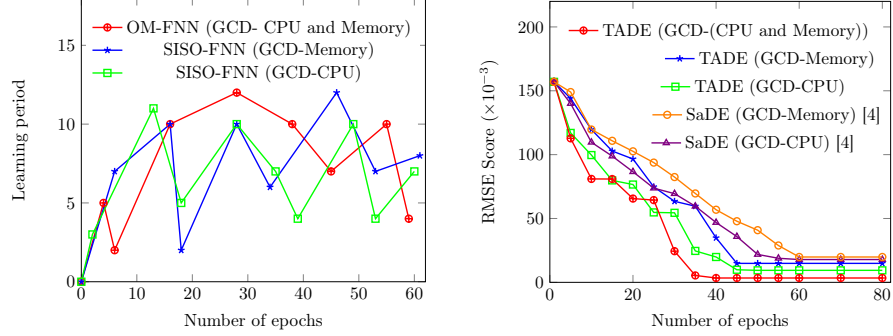 OM-FNN (GCD- CPU and Memory)
SISO-FNN (GCD-Memory)
SISO-FNN (GCD-CPU)
15
10
5
0
Learning period
0 10 20 30 40 50 60
Number of epochs
TADE (GCD-(CPU and Memory))
TADE (GCD-Memory)
TADE (GCD-CPU)
SaDE (GCD-Memory) [4]
SaDE (GCD-CPU) [4]
200
150
100
50
0
RMSE Score (×10⁻³)
0 20 40 60 80
Number of epochs